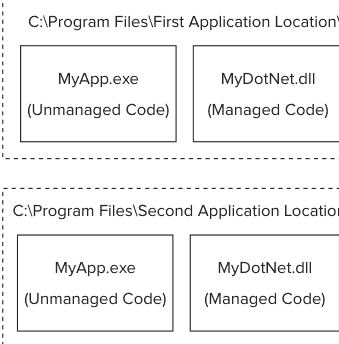 C:\Program Files\First Application Location\
MyApp.exe
(Unmanaged Code)
MyDotNet.dll
(Managed Code)
C:\Program Files\Second Application Location
MyApp.exe
(Unmanaged Code)
MyDotNet.dll
(Managed Code)